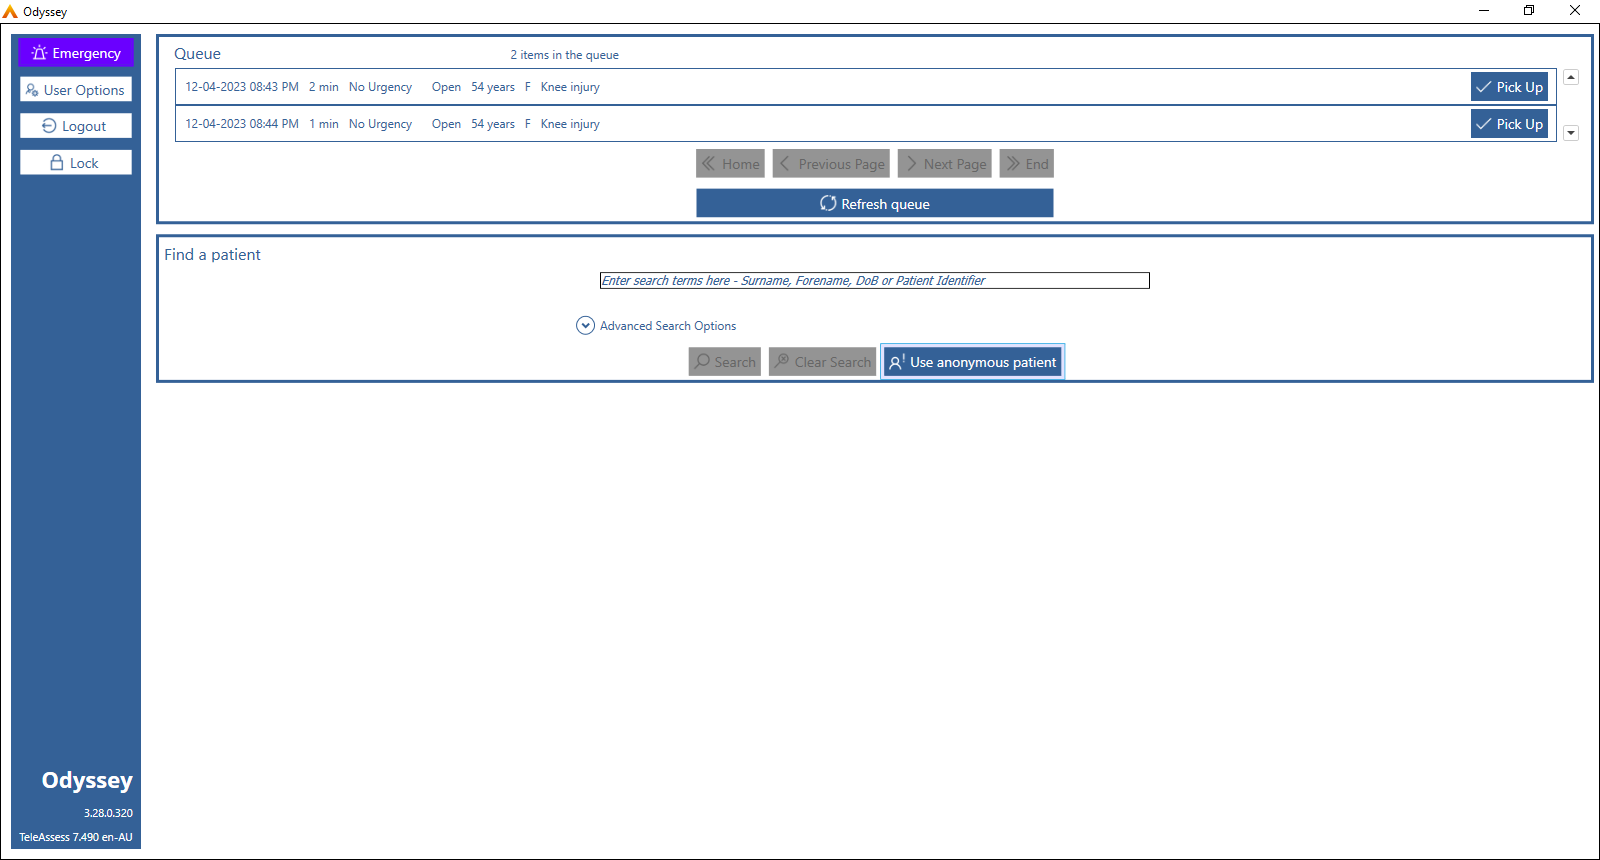 Odyssey
Emergency
User Options
Logout
Lock
Queue
2 items in the queue
12-04-2023 08:43 PM 2 min No Urgency Open 54 years F Knee injury Pick Up
12-04-2023 08:44 PM 1 min No Urgency Open 54 years F Knee injury Pick Up
Home Previous Page Next Page End
Refresh queue
Find a patient
Enter search terms here - Surname, Forename, DoB or Patient Identifier
Advanced Search Options
Search Clear Search Use anonymous patient
Odyssey
3.28.0.320
TeleAssess 7.490 en-AU